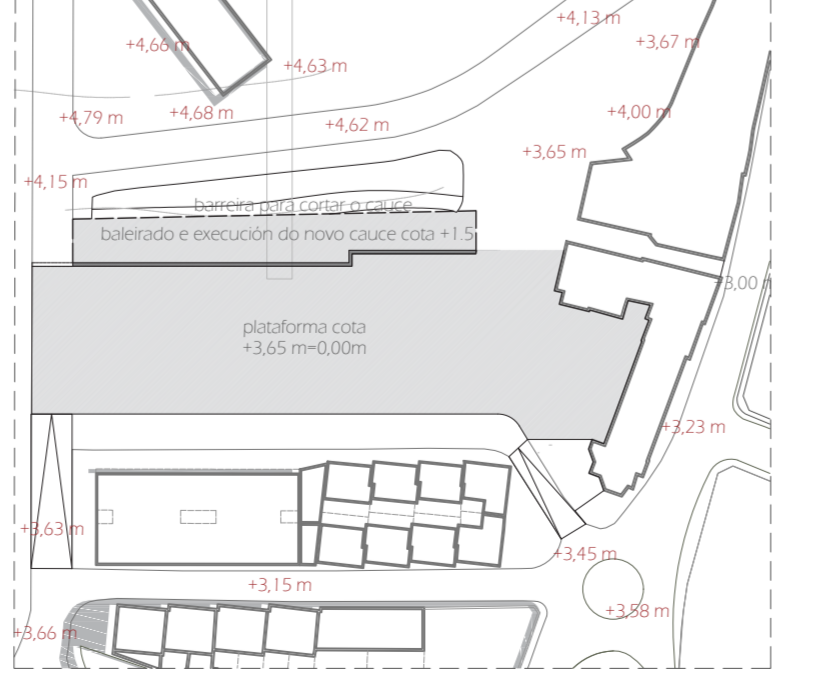 +4,13 m
+3,67 m
+4,66 m
+4,63 m
+4,79 m
+4,68 m
+4,62 m
+4,00 m
+3,65 m
+4,15 m
barreira para cortar o cauce
baleirado e execución do novo cauce cota +1.5
+3,00 m
plataforma cota
+3,65 m=0,00m
+3,23 m
+3,63 m
+3,45 m
+3,15 m
+3,58 m
+3,66 m